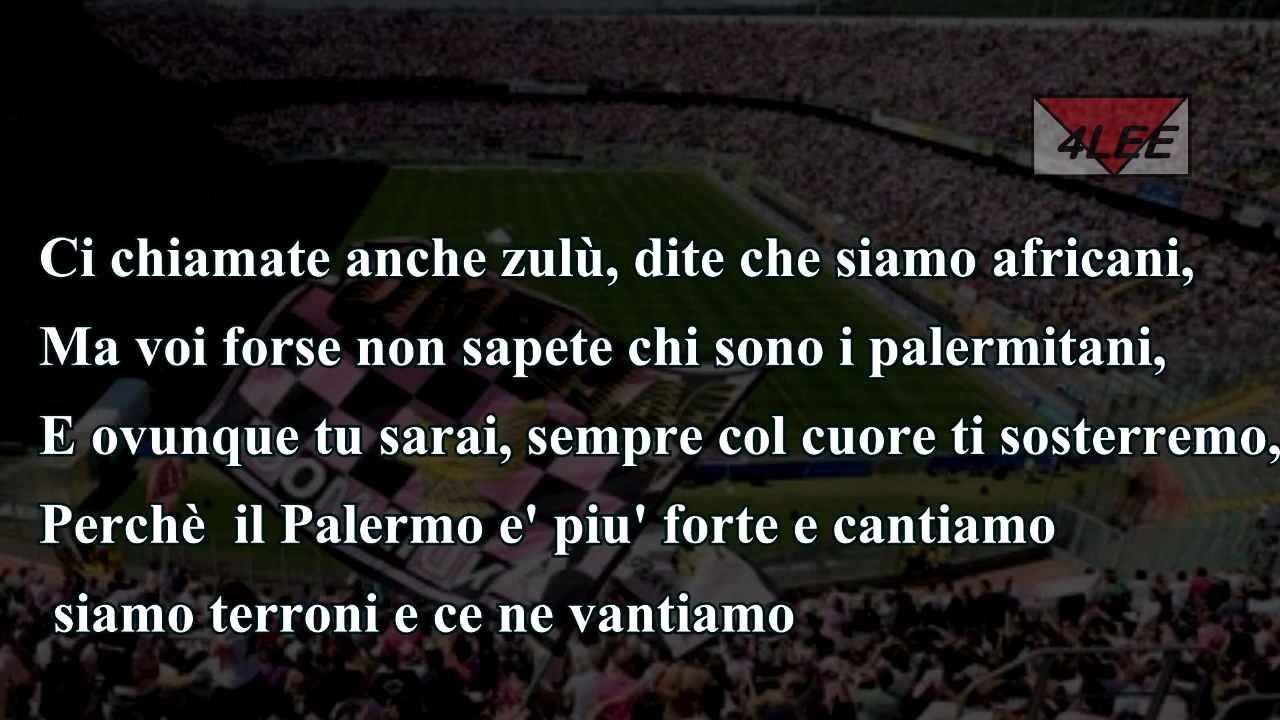 4LEE
Ci chiamate anche zulù, dite che siamo africani,
Ma voi forse non sapete chi sono i palermitani,
E ovunque tu sarai, sempre col cuore ti sosterremo,
Perchè  il Palermo e' piu' forte e cantiamo
siamo terroni e ce ne vantiamo